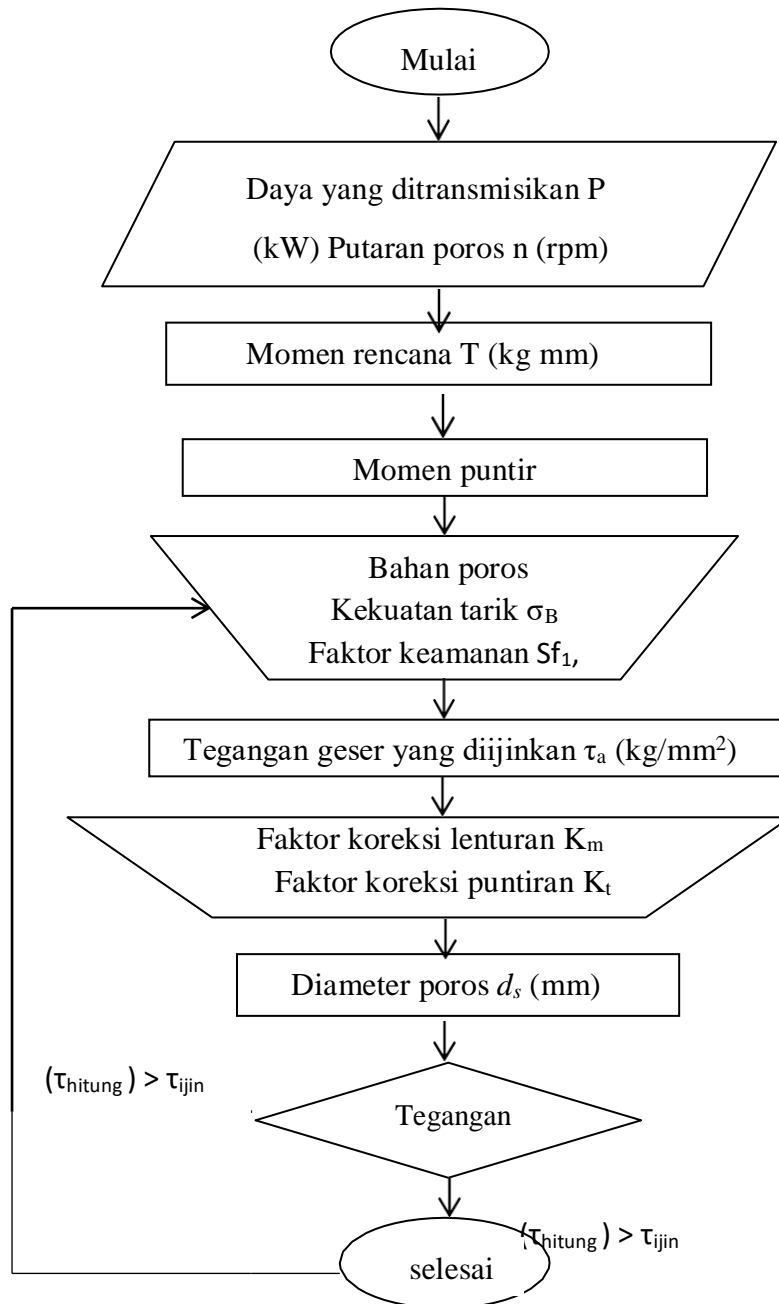 Mulai
Daya yang ditransmisikan P
(kW) Putaran poros n (rpm)
Momen rencana T (kg mm)
Momen puntir
Bahan poros
Kekuatan tarik σB
Faktor keamanan Sf1,
Tegangan geser yang diijinkan τa (kg/mm²)
Faktor koreksi lenturan Km
Faktor koreksi puntiran Kt
Diameter poros ds (mm)
(τhitung ) > τijin
Tegangan
(τhitung ) > τijin
selesai